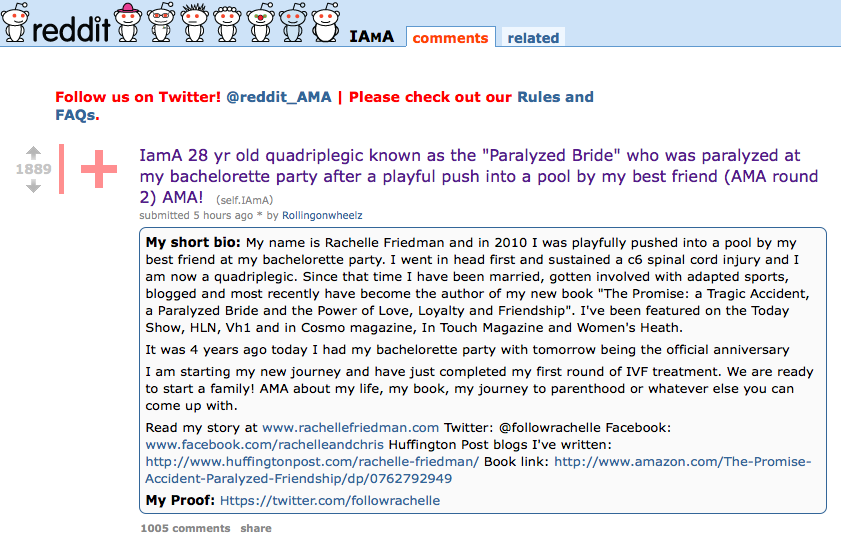 reddit IAMA comments related
Follow us on Twitter! @reddit_AMA | Please check out our Rules and
FAQs.
1889
IamA 28 yr old quadriplegic known as the "Paralyzed Bride" who was paralyzed at
my bachelorette party after a playful push into a pool by my best friend (AMA round
2) AMA! (self.IAmA)
submitted 5 hours ago * by Rollingonwheelz
My short bio: My name is Rachelle Friedman and in 2010 I was playfully pushed into a pool by my
best friend at my bachelorette party. I went in head first and sustained a c6 spinal cord injury and I
am now a quadriplegic. Since that time I have been married, gotten involved with adapted sports,
blogged and most recently have become the author of my new book "The Promise: a Tragic Accident,
a Paralyzed Bride and the Power of Love, Loyalty and Friendship". I've been featured on the Today
Show, HLN, Vh1 and in Cosmo magazine, In Touch Magazine and Women's Heath.
It was 4 years ago today I had my bachelorette party with tomorrow being the official anniversary
I am starting my new journey and have just completed my first round of IVF treatment. We are ready
to start a family! AMA about my life, my book, my journey to parenthood or whatever else you can
come up with.
Read my story at www.rachellefriedman.com Twitter: @followrachelle Facebook:
www.facebook.com/rachelleandchris Huffington Post blogs I've written:
http://www.huffingtonpost.com/rachelle-friedman/ Book link: http://www.amazon.com/The-Promise-
Accident-Paralyzed-Friendship/dp/0762792949
My Proof: Https://twitter.com/followrachelle
1005 comments share